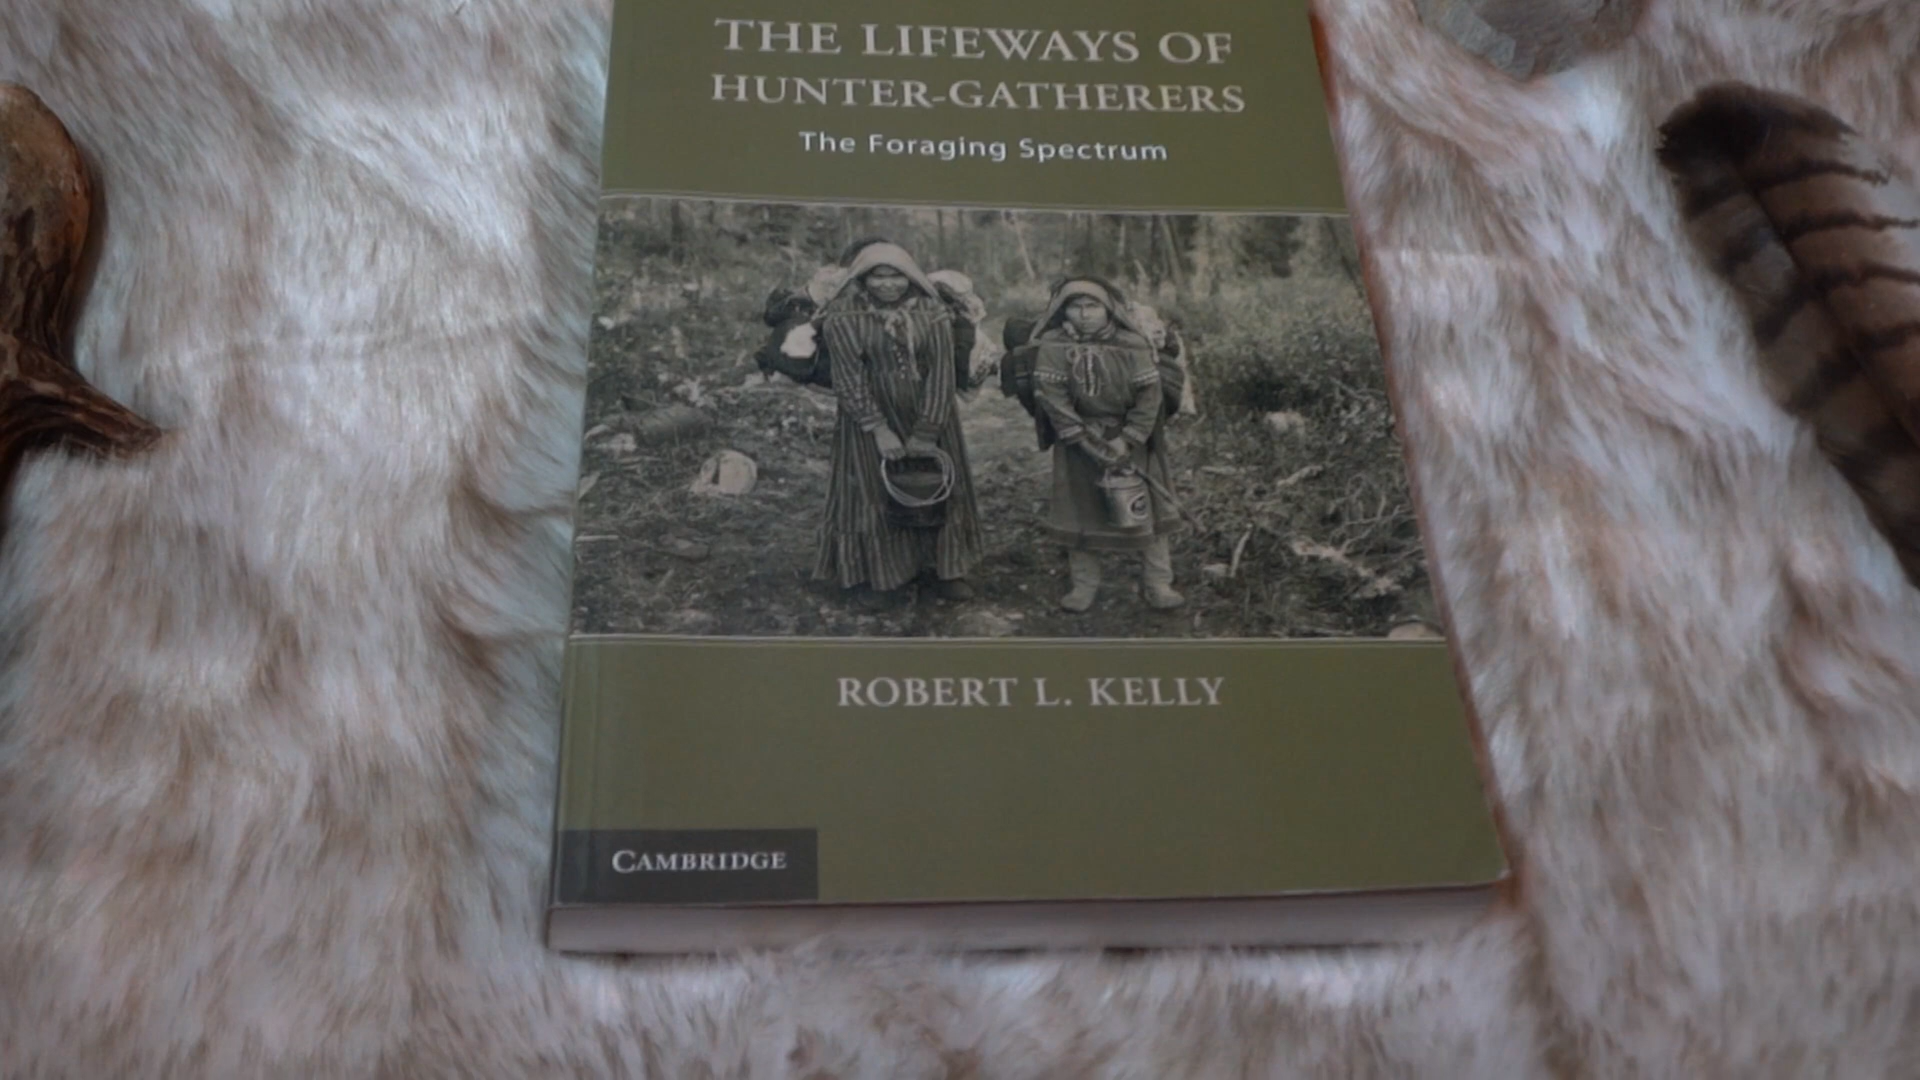 THE LIFEWAYS OF
HUNTER-GATHERERS
The Foraging Spectrum
ROBERT L. KELLY
CAMBRIDGE